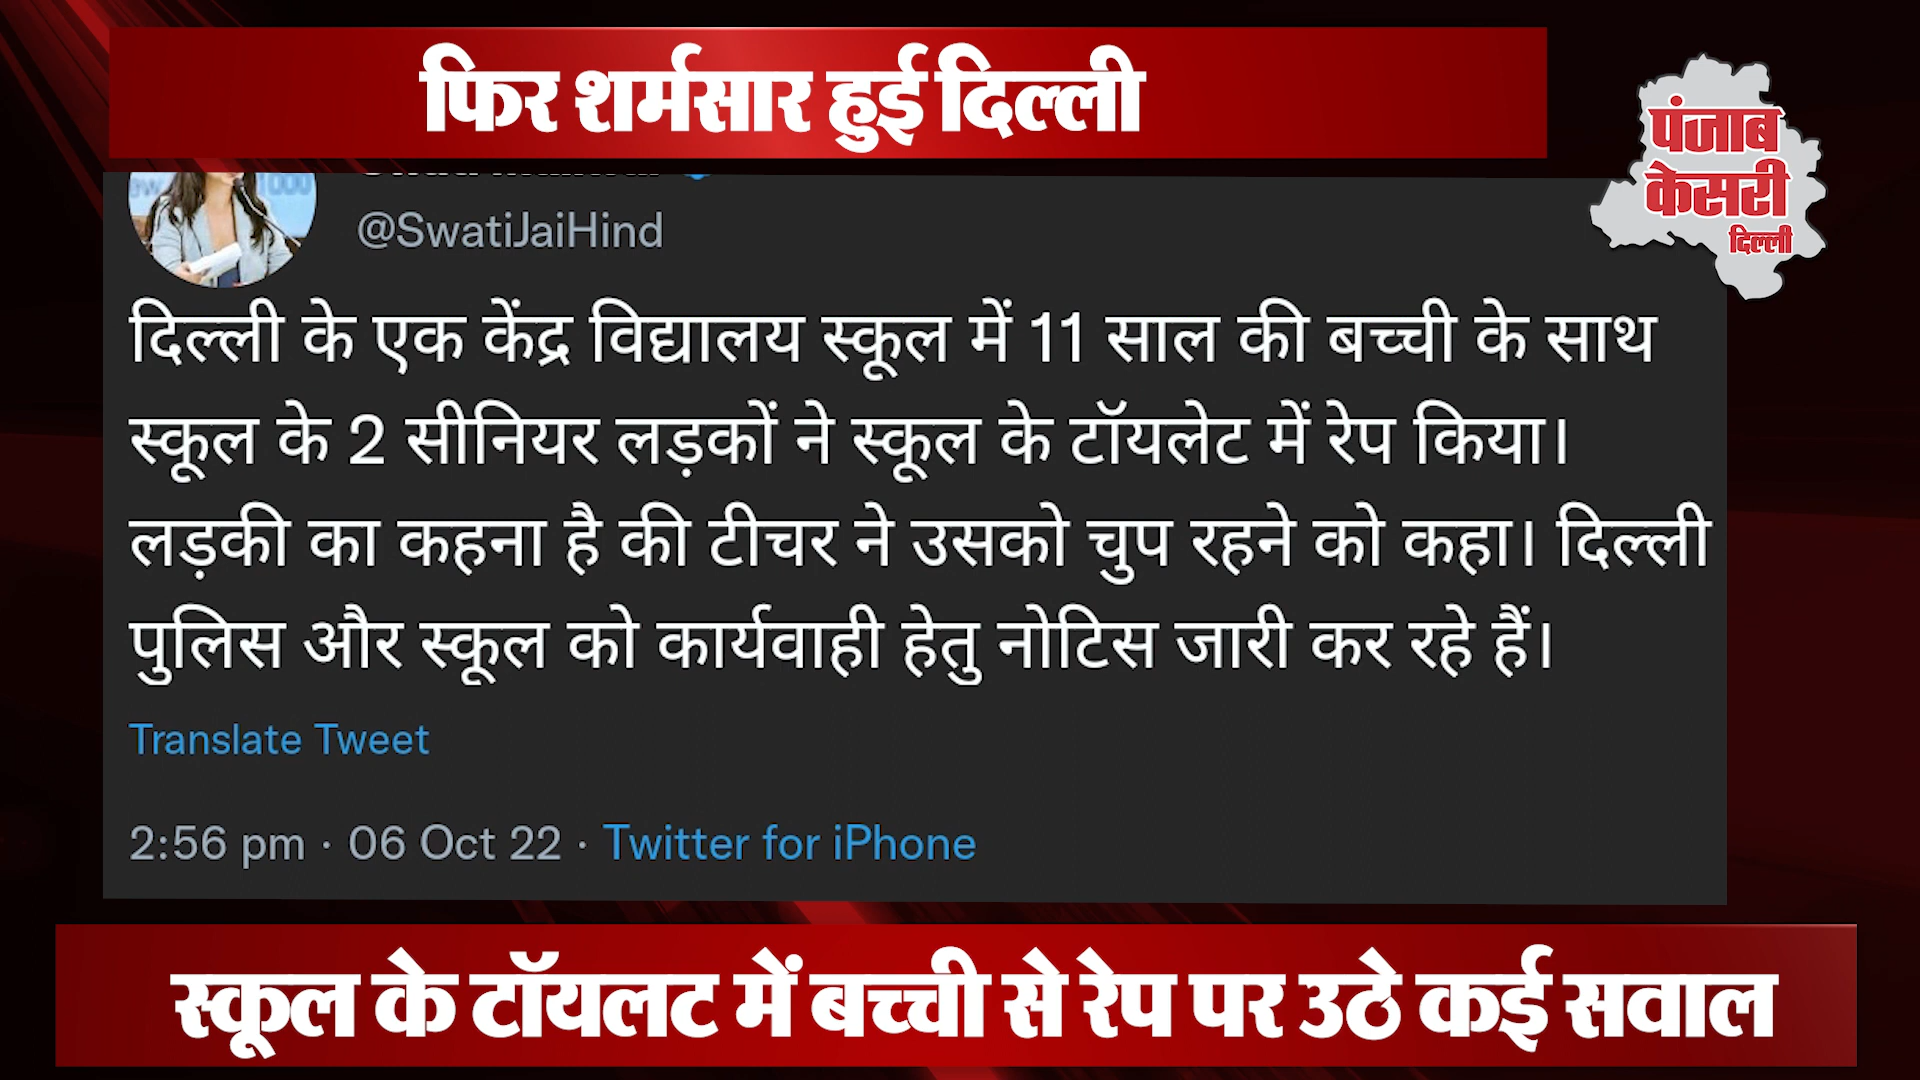 फिर शर्मसार हुई दिल्ली
पंजाब
केसरी
दिल्ली
@SwatiJaiHind
दिल्ली के एक केंद्र विद्यालय स्कूल में 11 साल की बच्ची के साथ
स्कूल के 2 सीनियर लड़कों ने स्कूल के टॉयलेट में रेप किया।
लड़की का कहना है की टीचर ने उसको चुप रहने को कहा। दिल्ली
पुलिस और स्कूल को कार्यवाही हेतु नोटिस जारी कर रहे हैं।
Translate Tweet
2:56 pm · 06 Oct 22 · Twitter for iPhone
स्कूल के टॉयलट में बच्ची से रेप पर उठे कई सवाल